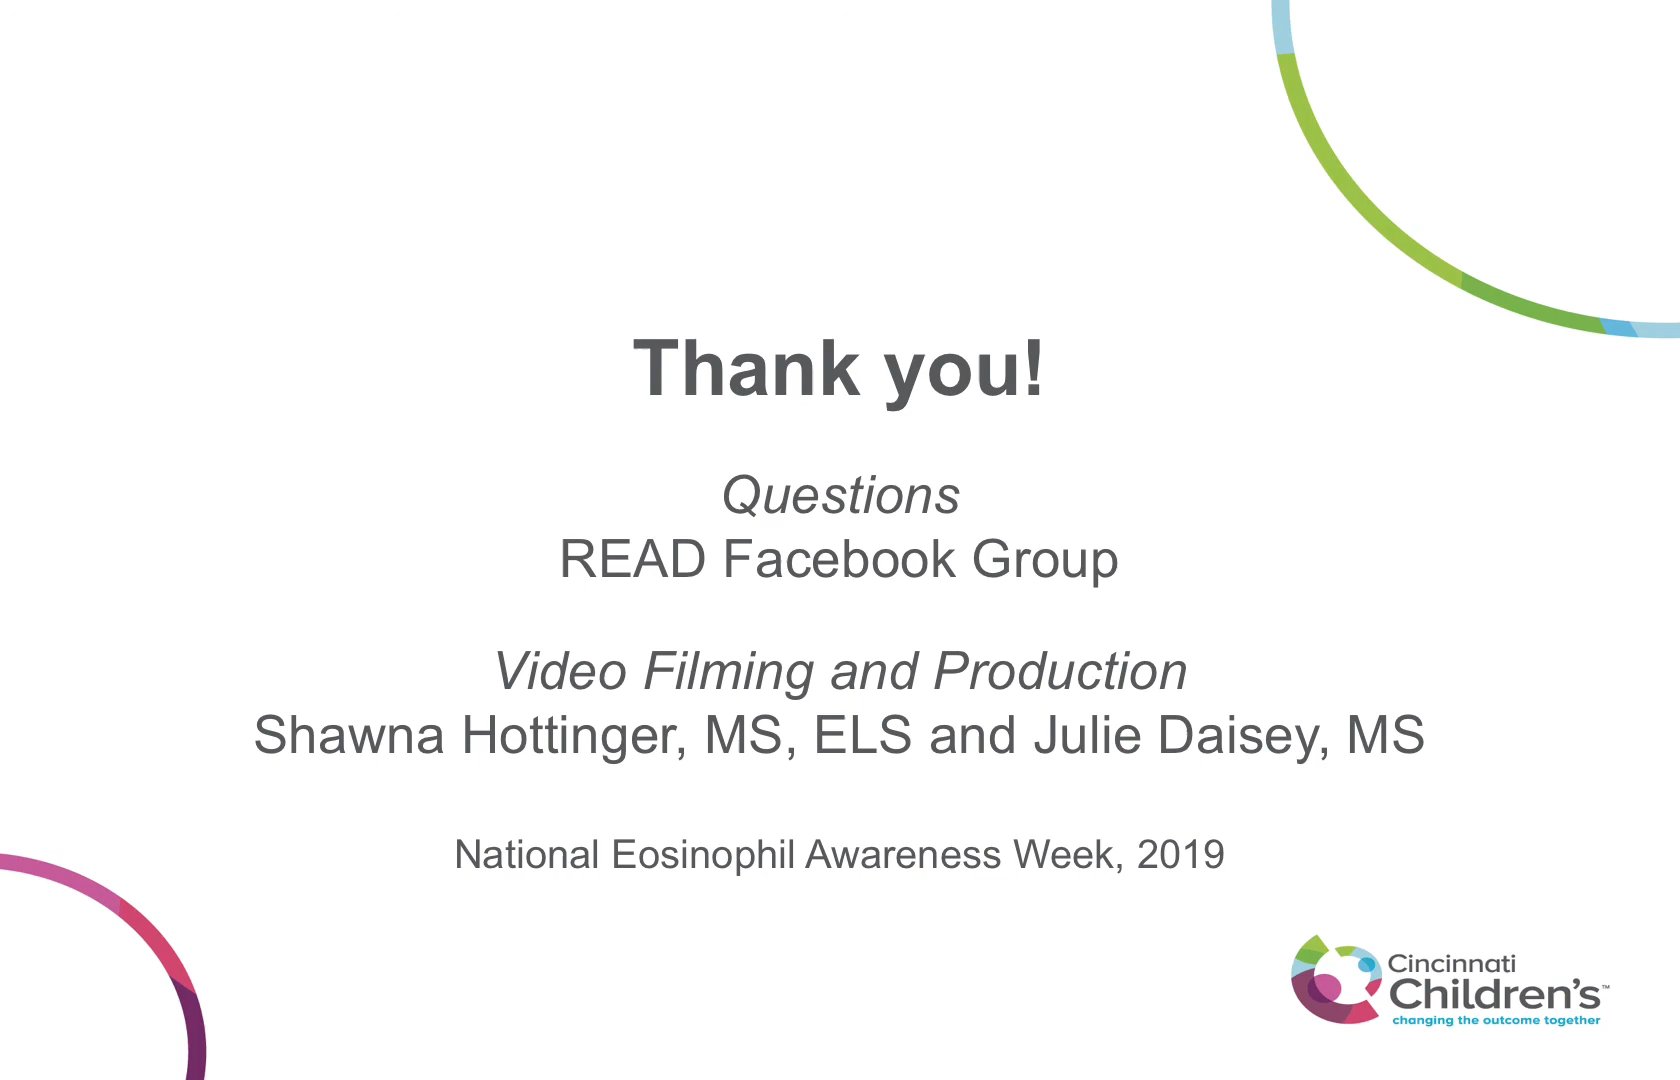 Thank you!
Questions
READ Facebook Group
Video Filming and Production
Shawna Hottinger, MS, ELS and Julie Daisey, MS
National Eosinophil Awareness Week, 2019
Cincinnati
Children's™
changing the outcome together